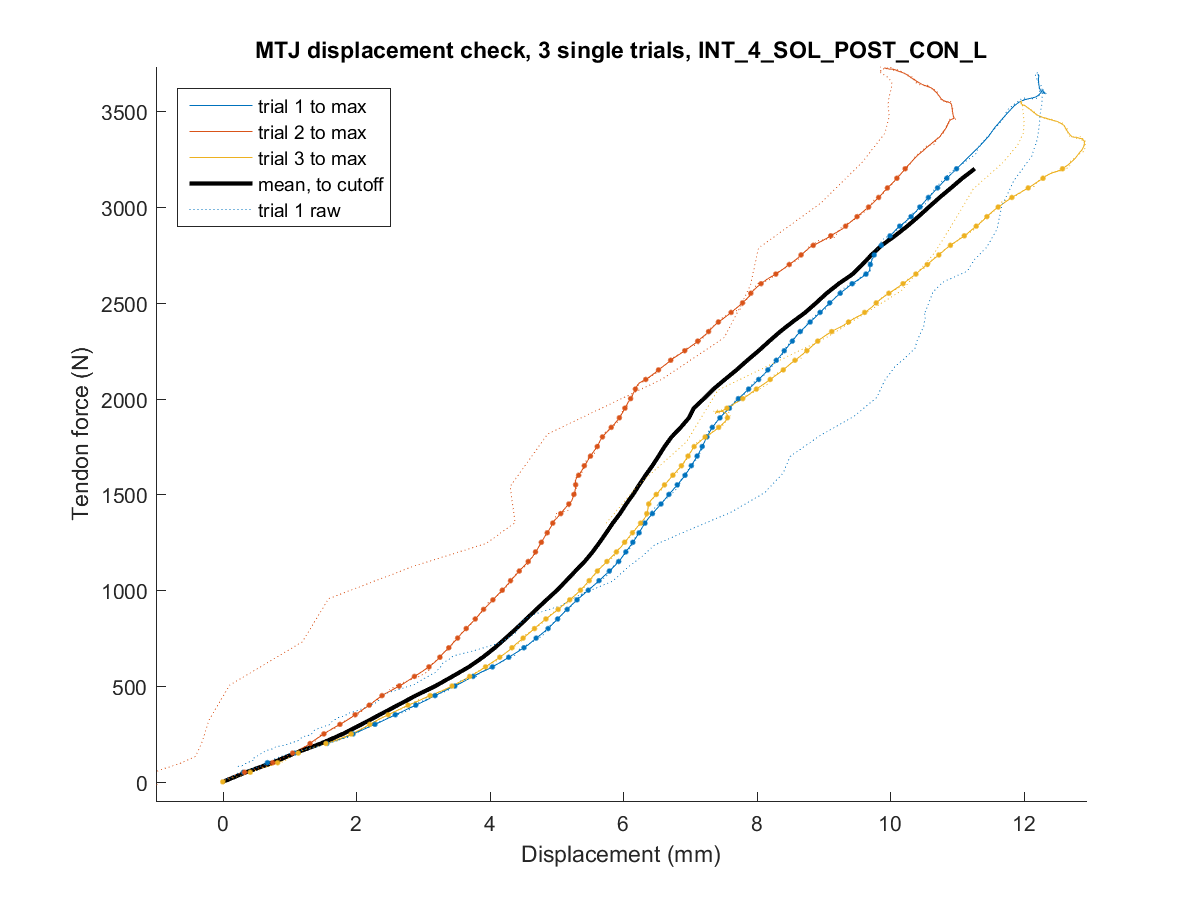 MTJ displacement check, 3 single trials, INT_4_SOL_POST_CON_L
trial 1 to max
trial 2 to max
trial 3 to max
mean, to cutoff
trial 1 raw
3500
3000
2500
2000
1500
1000
500
0
Tendon force (N)
0 2 4 6 8 10 12
Displacement (mm)